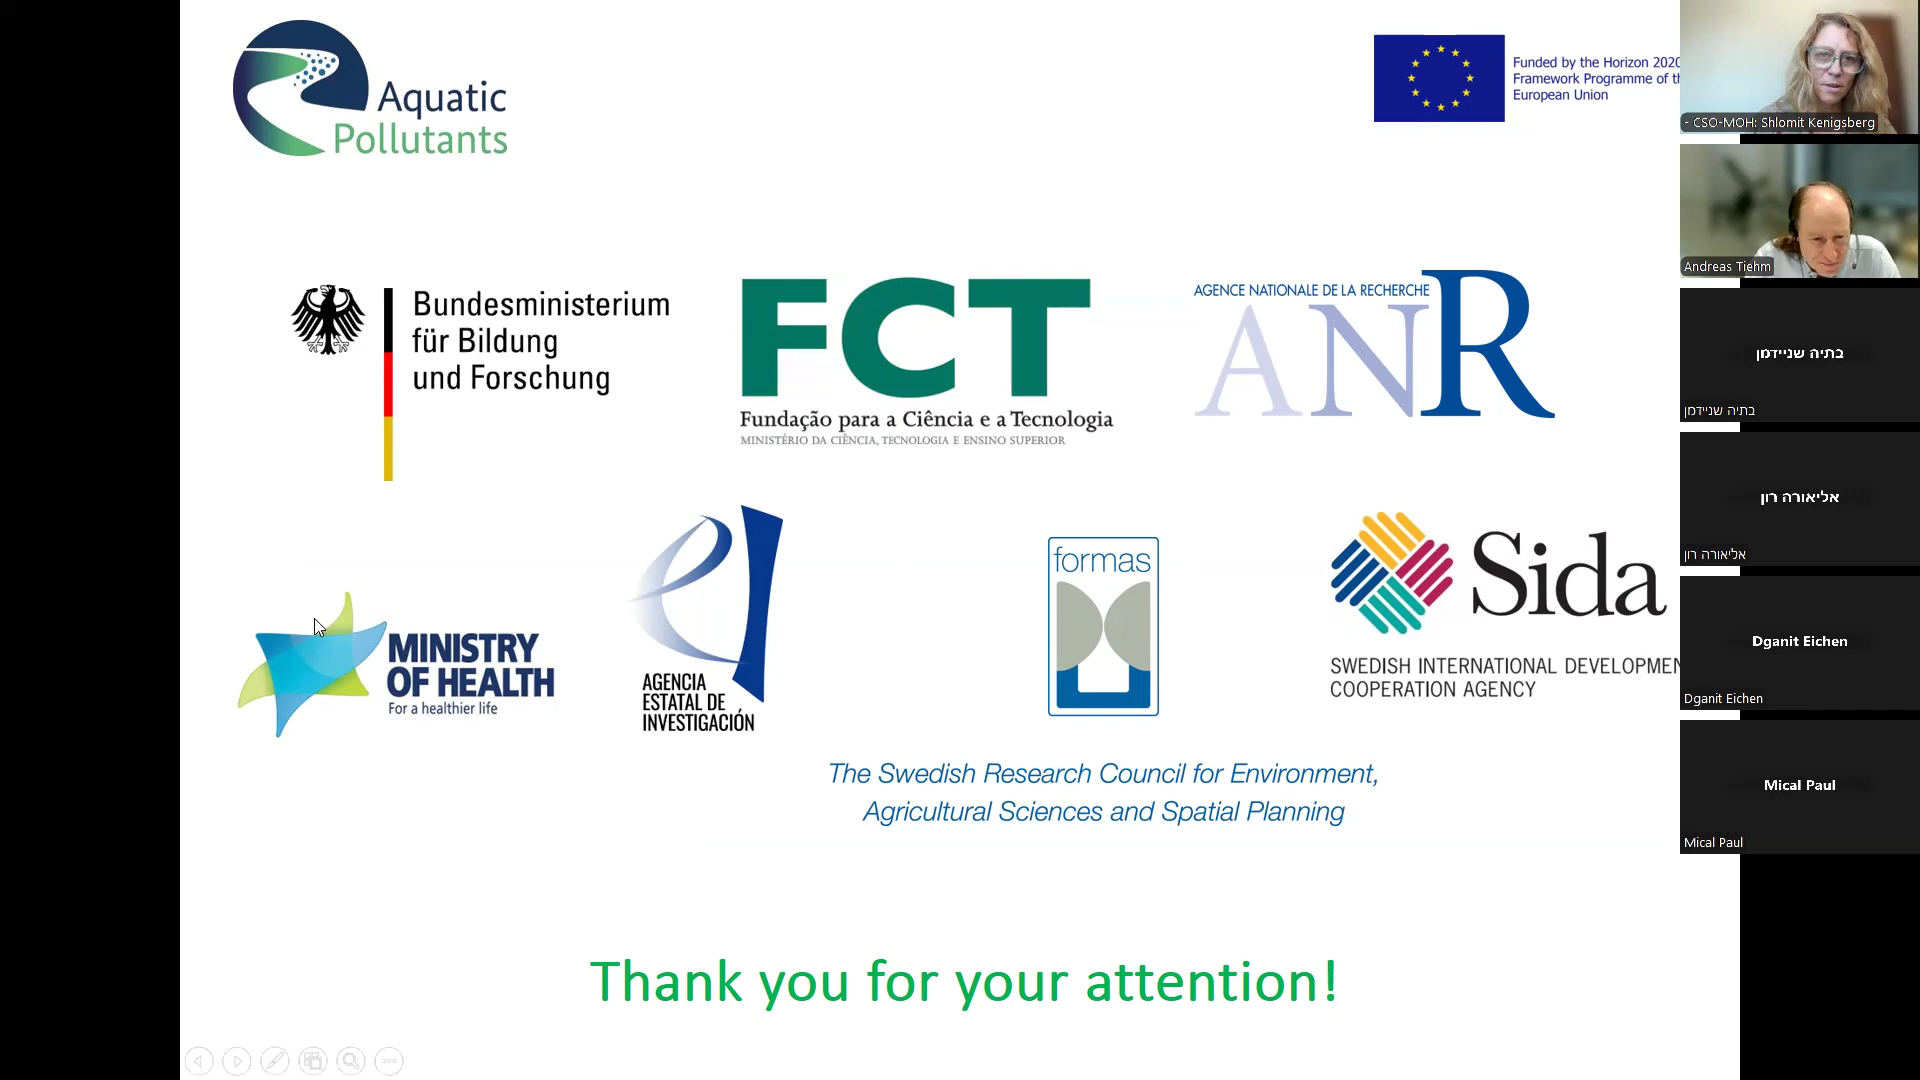 Aquatic
Pollutants
Funded by the Horizon 2020
Framework Programme of th
European Union
Bundesministerium
für Bildung
und Forschung
FCT
Fundação para a Ciência e a Tecnologia
MINISTÉRIO DA CIÊNCIA, TECNOLOGIA E ENSINO SUPERIOR
AGENCE NATIONALE DE LA RECHERCHE
ANR
MINISTRY
OF HEALTH
For a healthier life
AGENCIA
ESTATAL DE
INVESTIGACIÓN
formas
The Swedish Research Council for Environment,
Agricultural Sciences and Spatial Planning
Sida
SWEDISH INTERNATIONAL DEVELOPMEN
COOPERATION AGENCY
Thank you for your attention!
- CSO-MOH: Shlomit Kenigsberg
Andreas Tiehm
בתיה שניידמן
בתיה שניידמן
אליאורה רון
אליאורה רון
Dganit Eichen
Dganit Eichen
Mical Paul
Mical Paul